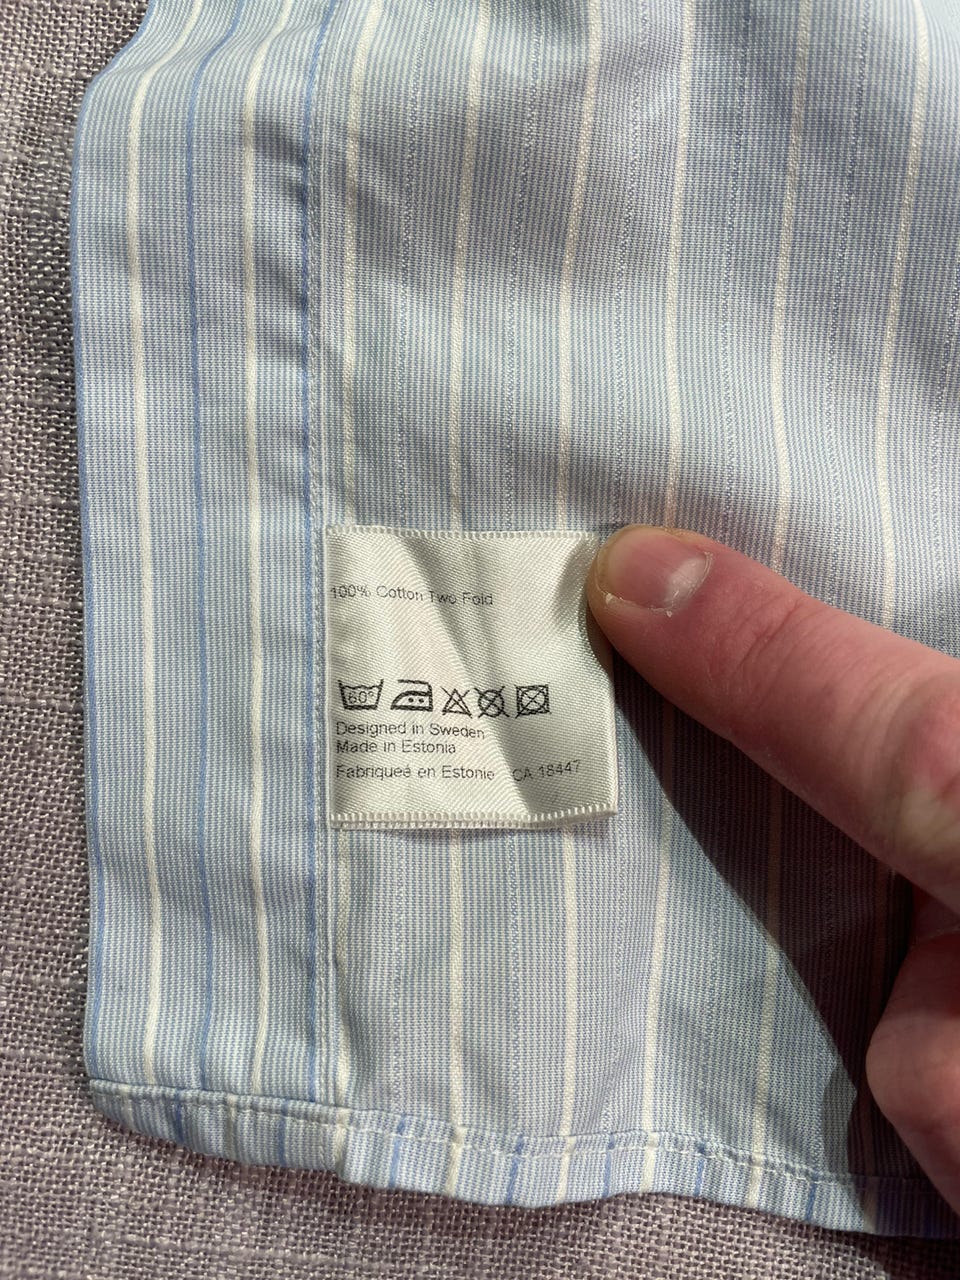 100% Cotton Two Fold
60°
Designed in Sweden
Made in Estonia
Fabriqueé en Estonie CA 18447